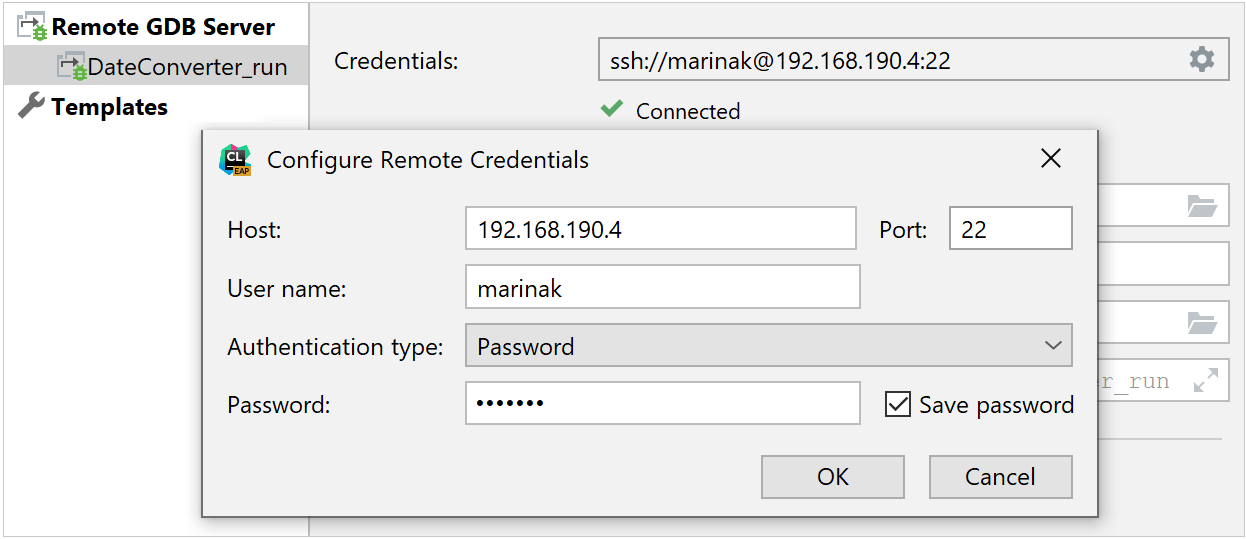 Remote GDB Server
DateConverter_run
Templates
Credentials:
ssh://marinak@192.168.190.4:22
Connected
CL
EAP
Configure Remote Credentials
Host:
192.168.190.4
Port:
22
User name:
marinak
Authentication type:
Password
Password:
•••••••
Save password
er_run
OK
Cancel